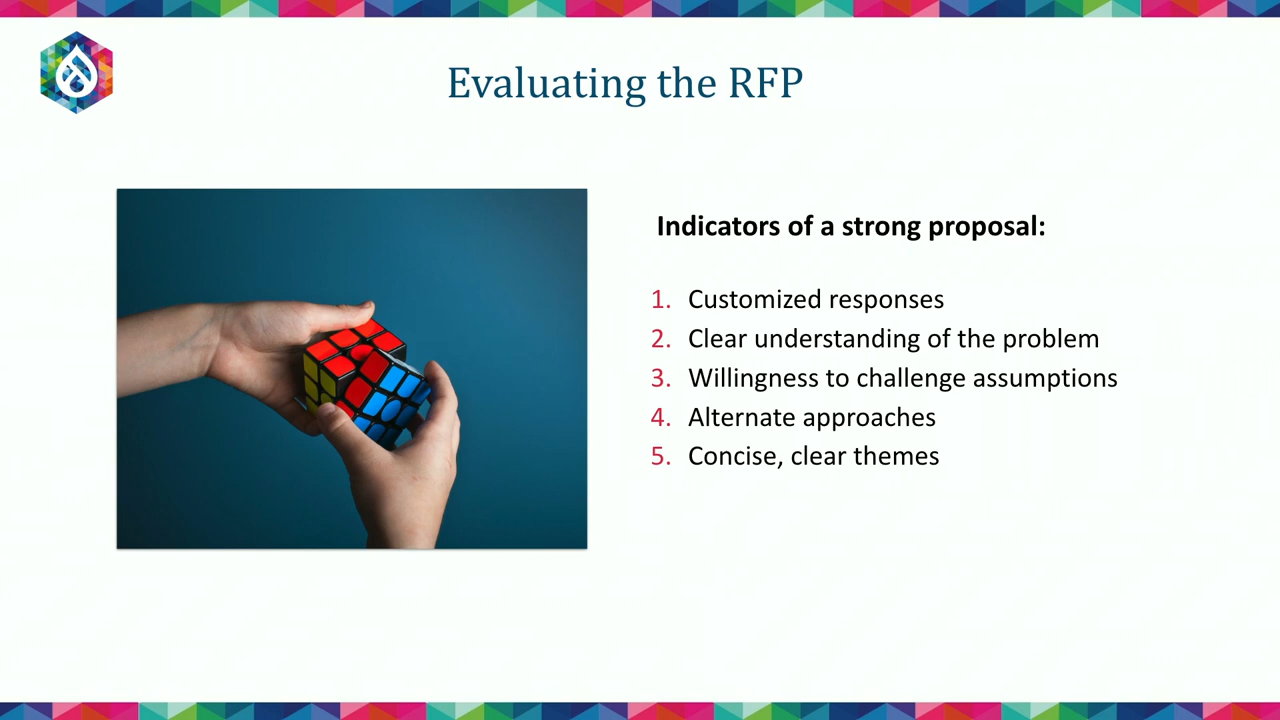 Evaluating the RFP
Indicators of a strong proposal:
1. Customized responses
2. Clear understanding of the problem
3. Willingness to challenge assumptions
4. Alternate approaches
5. Concise, clear themes